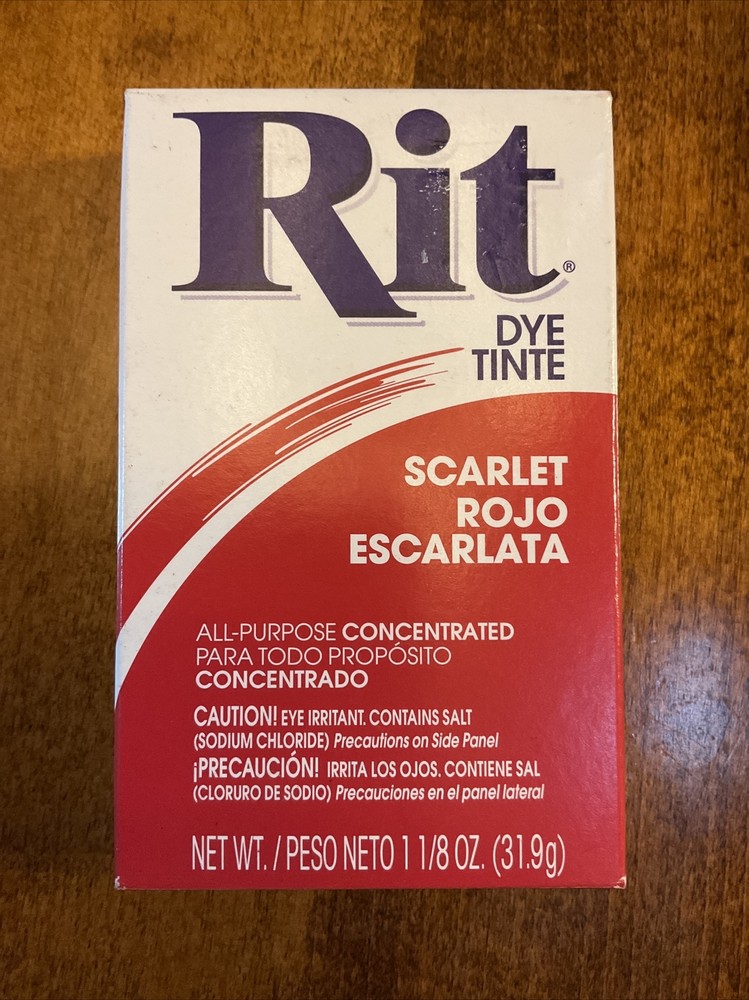 Rit®
DYE
TINTE
SCARLET
ROJO
ESCARLATA
ALL-PURPOSE CONCENTRATED
PARA TODO PROPÓSITO
CONCENTRADO
CAUTION! EYE IRRITANT. CONTAINS SALT
(SODIUM CHLORIDE) Precautions on Side Panel
¡PRECAUCIÓN! IRRITA LOS OJOS. CONTIENE SAL
(CLORURO DE SODIO) Precauciones en el panel lateral
NET WT. / PESO NETO 1 1/8 OZ. (31.9g)